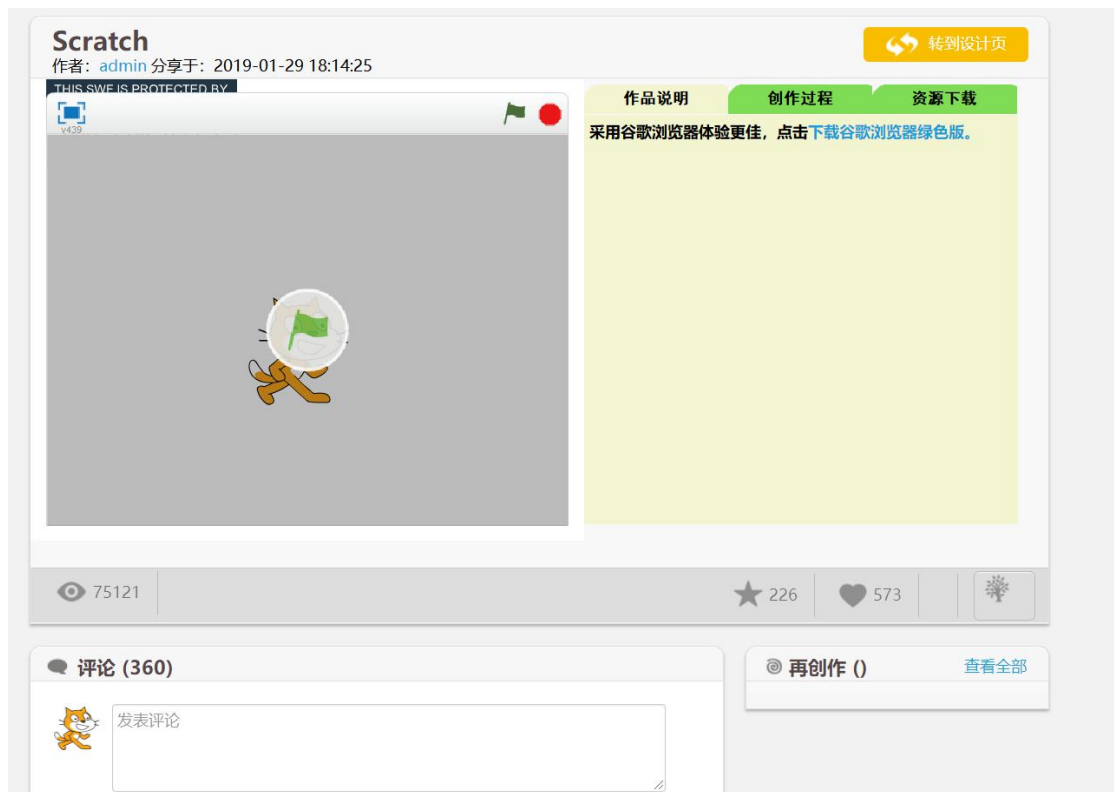 Scratch
转到设计页
作者：admin 分享于：2019-01-29 18:14:25
THIS SWF IS PROTECTED BY
v439
作品说明
创作过程
资源下载
采用谷歌浏览器体验更佳，点击下载谷歌浏览器绿色版。
75121
226
573
评论 (360)
再创作 ()
查看全部
发表评论